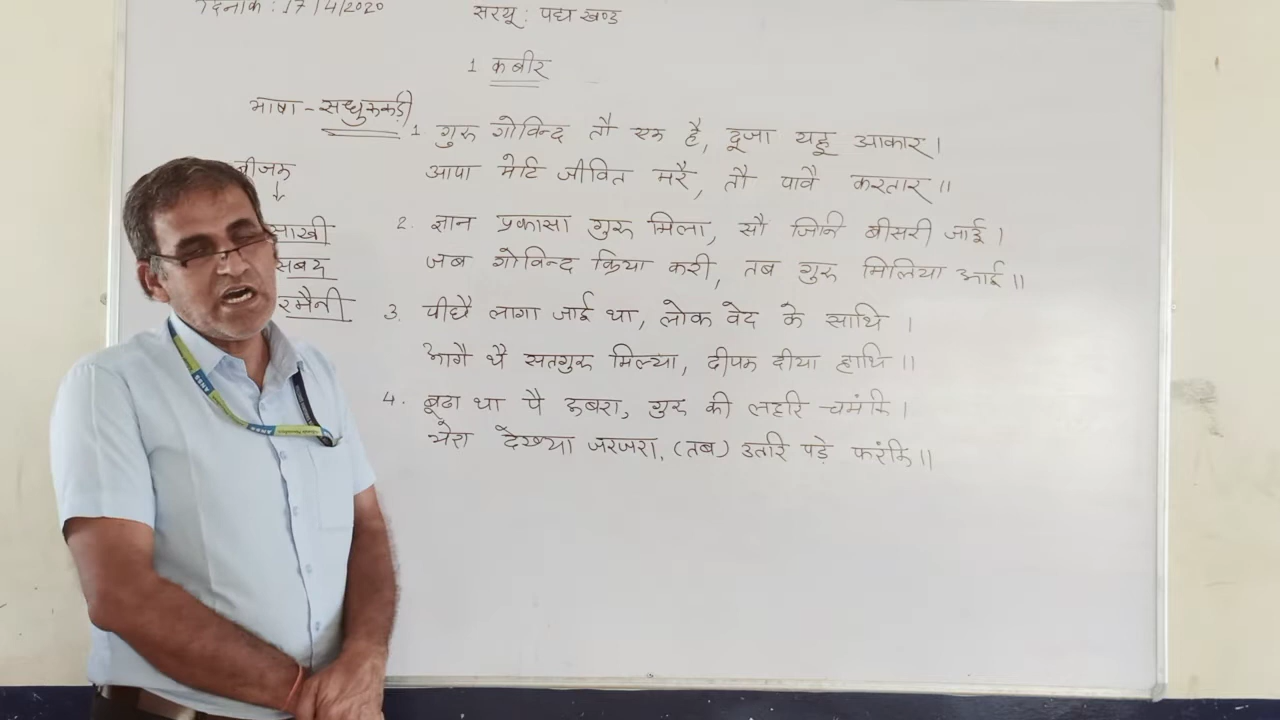 दिनांक : 17/4/2020
सरयू : पद्य खण्ड
1 कबीर
भाषा - सधुक्कड़ी
बीजक
↓
साखी
सबद
रमैनी
1. गुरु गोविन्द तौ एक है, दूजा यहू आकार।
आपा मेटि जीवित मरै, तौ पावै करतार॥
2. ज्ञान प्रकासा गुरु मिला, सौ जिनि बीसरी जाई।
जब गोविन्द क्रिपा करी, तब गुरु मिलिया आई॥
3. पीछै लागा जाई था, लोक वेद के साथि।
आगै थै सतगुरु मिल्या, दीपक दीया हाथि॥
4. बूढा था पै ऊबरा, गुरु की लहरि चमंकि।
भेरा देख्या जरजरा, (तब) उतरि पड़े फरंकि॥